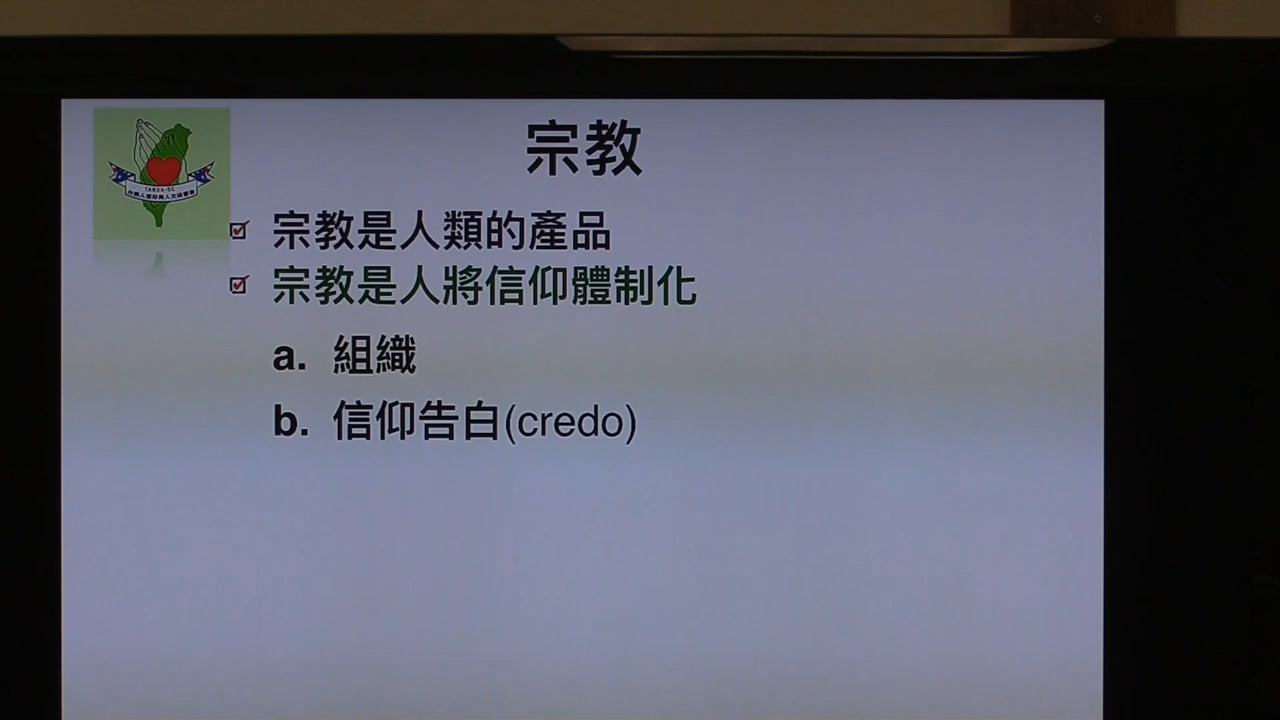 宗教
宗教是人類的產品
宗教是人將信仰體制化
a. 組織
b. 信仰告白(credo)